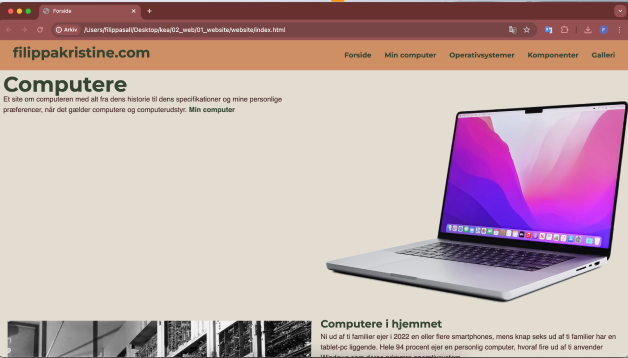 Forside
Arkiv /Users/filippasall/Desktop/kea/02_web/01_website/website/index.html
filippakristine.com
Forside Min computer Operativsystemer Komponenter Galleri
Computere
Et site om computeren med alt fra dens historie til dens specifikationer og mine personlige
præferencer, når det gælder computere og computerudstyr. Min computer
Computere i hjemmet
Ni ud af ti familier ejer i 2022 en eller flere smartphones, mens knap seks ud af ti familier har en
tablet-pc liggende. Hele 94 procent ejer en personlig computer, hvoraf fire ud af ti anvender